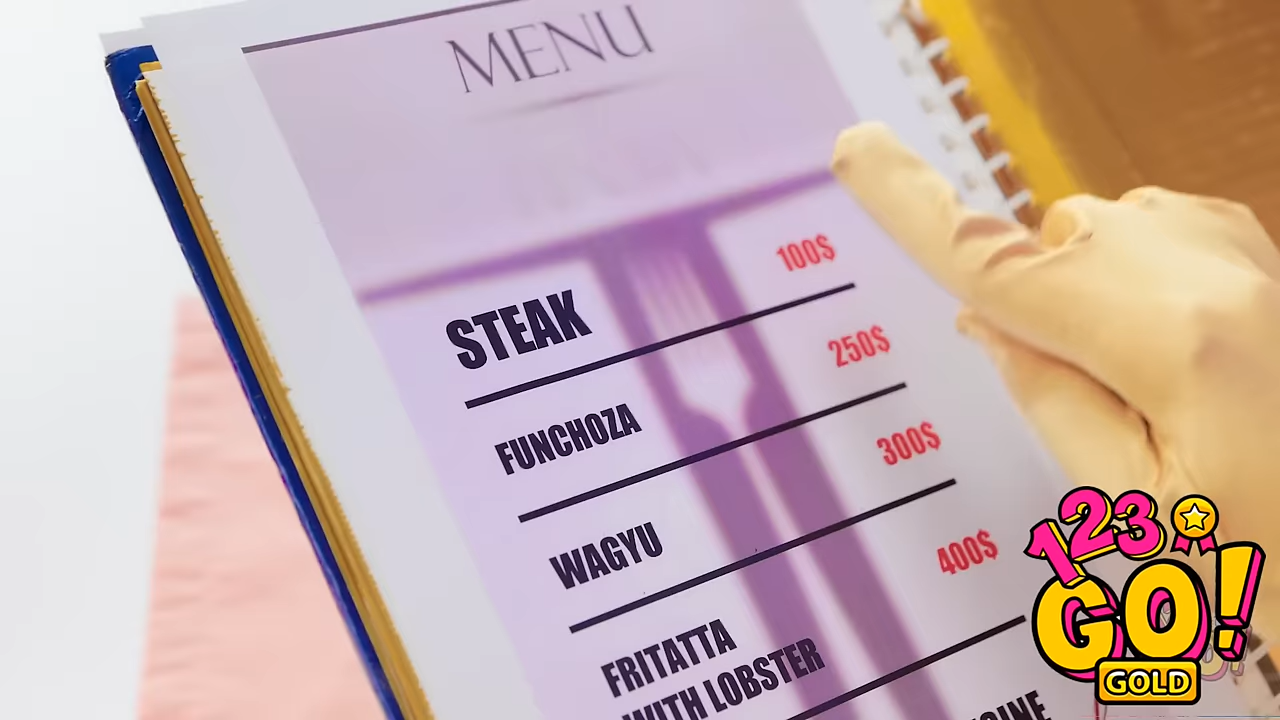 MENU
STEAK 100$
FUNCHOZA 250$
WAGYU 300$
FRITATTA 400$
WITH LOBSTER
123
GO!
GOLD